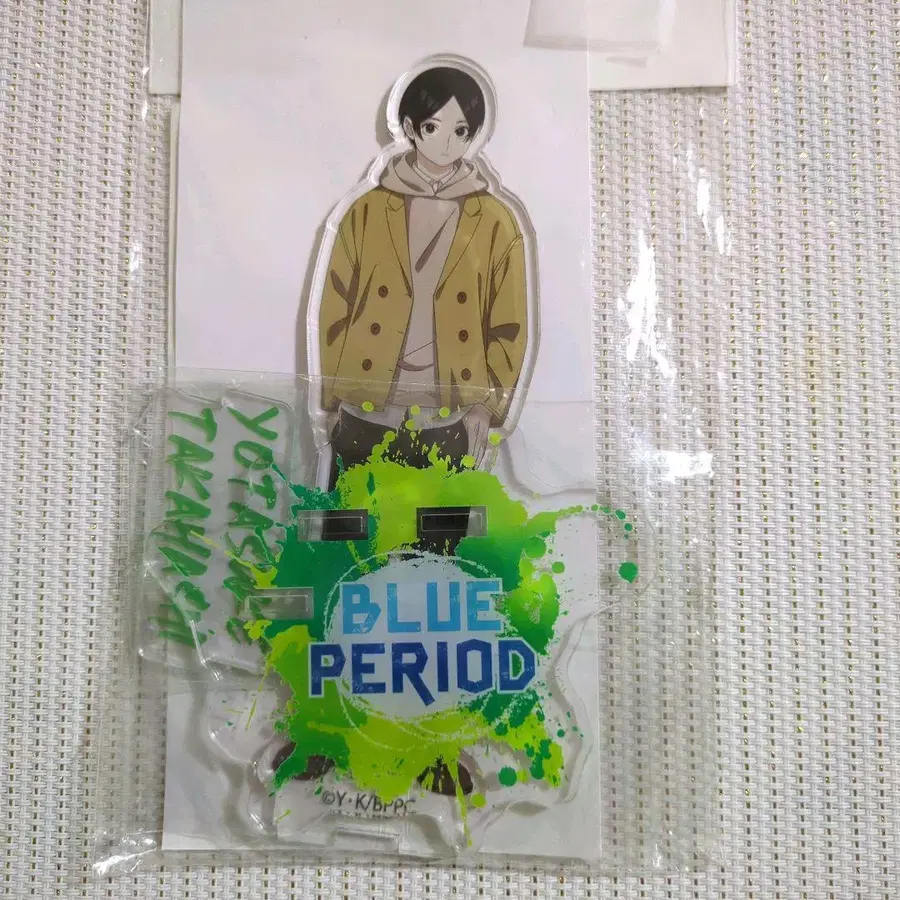 YOTASUKE
TAKAHASHI
BLUE
PERIOD
©Y・K/BPPC